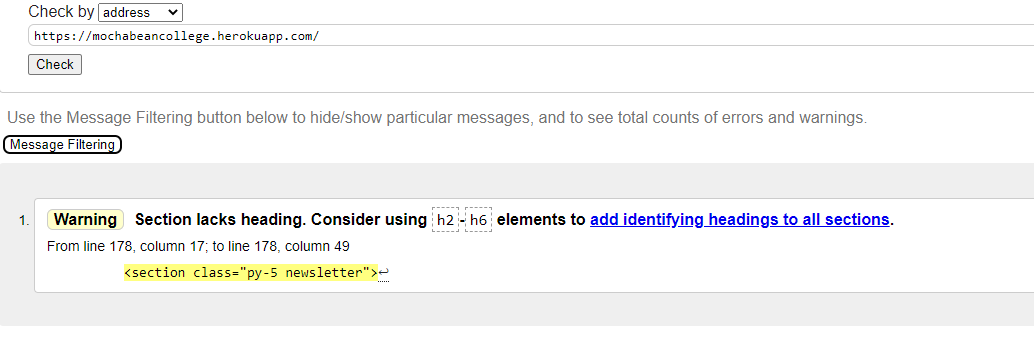 Check by address
https://mochabeancollege.herokuapp.com/
Check
Use the Message Filtering button below to hide/show particular messages, and to see total counts of errors and warnings.
Message Filtering
1. Warning Section lacks heading. Consider using h2-h6 elements to add identifying headings to all sections.
From line 178, column 17; to line 178, column 49
<section class="py-5 newsletter">↩